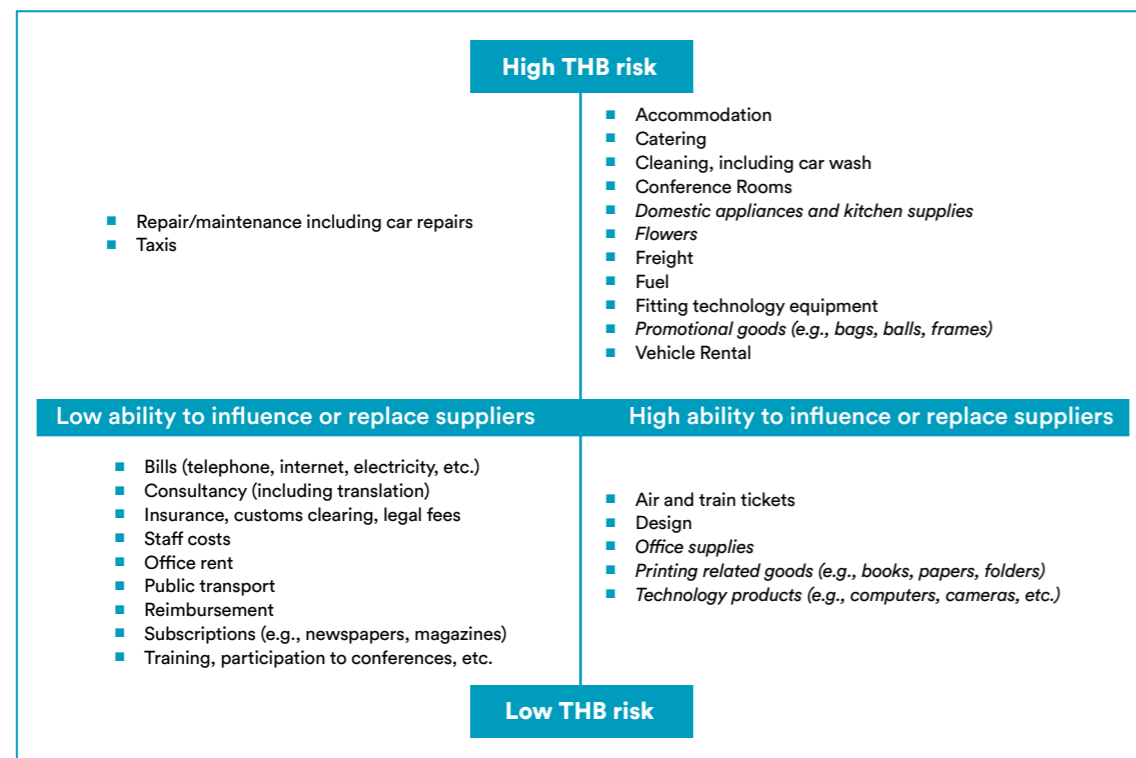 High THB risk
Repair/maintenance including car repairs
Taxis
Accommodation
Catering
Cleaning, including car wash
Conference Rooms
Domestic appliances and kitchen supplies
Flowers
Freight
Fuel
Fitting technology equipment
Promotional goods (e.g., bags, balls, frames)
Vehicle Rental
Low ability to influence or replace suppliers
High ability to influence or replace suppliers
Bills (telephone, internet, electricity, etc.)
Consultancy (including translation)
Insurance, customs clearing, legal fees
Staff costs
Office rent
Public transport
Reimbursement
Subscriptions (e.g., newspapers, magazines)
Training, participation to conferences, etc.
Air and train tickets
Design
Office supplies
Printing related goods (e.g., books, papers, folders)
Technology products (e.g., computers, cameras, etc.)
Low THB risk